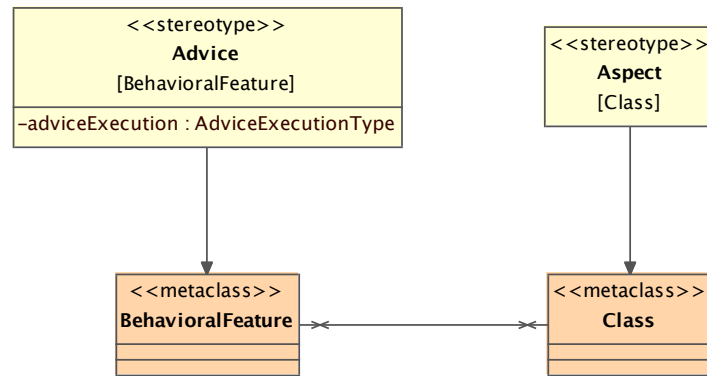 <<stereotype>>
Advice
[BehavioralFeature]
-adviceExecution : AdviceExecutionType
<<stereotype>>
Aspect
[Class]
<<metaclass>>
BehavioralFeature
<<metaclass>>
Class